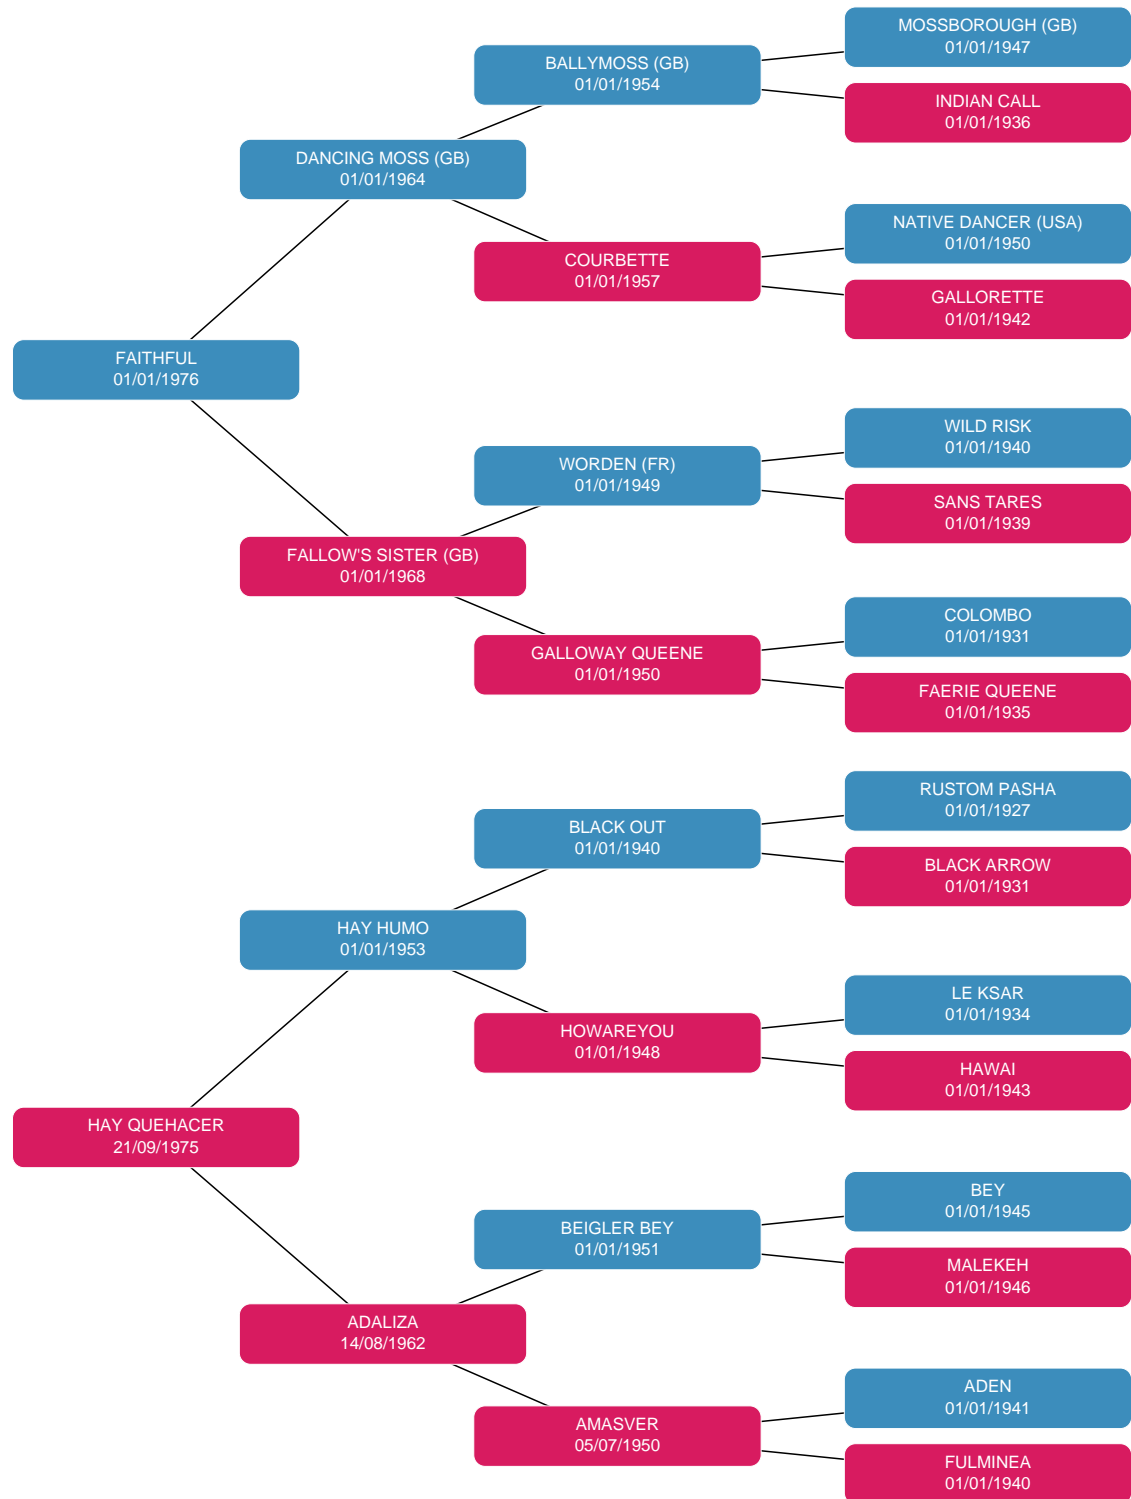 MOSSBOROUGH (GB)
01/01/1947
BALLYMOSS (GB)
01/01/1954
INDIAN CALL
01/01/1936
DANCING MOSS (GB)
01/01/1964
NATIVE DANCER (USA)
01/01/1950
COURBETTE
01/01/1957
GALLORETTE
01/01/1942
FAITHFUL
01/01/1976
WILD RISK
01/01/1940
WORDEN (FR)
01/01/1949
SANS TARES
01/01/1939
FALLOW'S SISTER (GB)
01/01/1968
COLOMBO
01/01/1931
GALLOWAY QUEENE
01/01/1950
FAERIE QUEENE
01/01/1935
RUSTOM PASHA
01/01/1927
BLACK OUT
01/01/1940
BLACK ARROW
01/01/1931
HAY HUMO
01/01/1953
LE KSAR
01/01/1934
HOWAREYOU
01/01/1948
HAWAI
01/01/1943
HAY QUEHACER
21/09/1975
BEY
01/01/1945
BEIGLER BEY
01/01/1951
MALEKEH
01/01/1946
ADALIZA
14/08/1962
ADEN
01/01/1941
AMASVER
05/07/1950
FULMINEA
01/01/1940